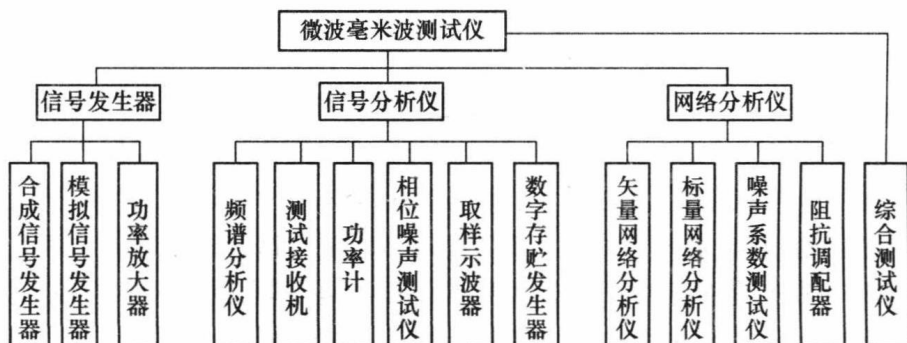 微波毫米波测试仪
信号发生器
信号分析仪
网络分析仪
合成信号发生器
模拟信号发生器
功率放大器
频谱分析仪
测试接收机
功率计
相位噪声测试仪
取样示波器
数字存贮发生器
矢量网络分析仪
标量网络分析仪
噪声系数测试仪
阻抗调配器
综合测试仪